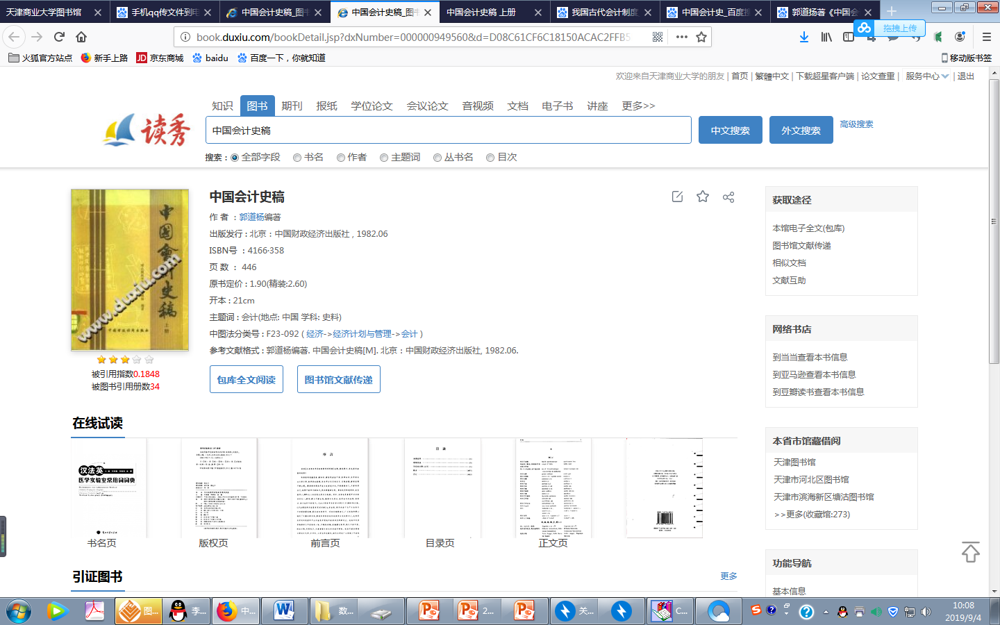 天津商业大学图书馆
手机qq传文件到电
中国会计史稿_图书
中国会计史稿_图书
中国会计史稿 上册
我国古代会计制度
中国会计史_百度搜
郭道扬著《中国会
book.duxiu.com/bookDetail.jsp?dxNumber=000000949560&d=D08C61CF6C18150ACAC2FFB5
拖拽上传
火狐官方站点
新手上路
京东商城
baidu
百度一下，你就知道
移动版书签
欢迎来自天津商业大学的朋友 | 首页 | 繁體中文 | 下载超星客户端 | 论文查重 | 服务中心 | 退出
读秀
知识 图书 期刊 报纸 学位论文 会议论文 音视频 文档 电子书 讲座 更多>>
中国会计史稿
中文搜索
外文搜索
高级搜索
搜索： 全部字段 书名 作者 主题词 丛书名 目次
中國會計史稿
上册
www.duxiu.com
被引用指数0.1848
被图书引用册数34
中国会计史稿
作 者 ：郭道杨编著
出版发行 : 北京：中国财政经济出版社 , 1982.06
ISBN号 ：4166·358
页 数 ： 446
原书定价 : 1.90(精装:2.60)
开本 : 21cm
主题词 : 会计(地点: 中国 学科: 史料)
中图法分类号 : F23-092 ( 经济->经济计划与管理->会计 )
参考文献格式 : 郭道杨编著. 中国会计史稿[M]. 北京：中国财政经济出版社, 1982.06.
包库全文阅读
图书馆文献传递
获取途径
本馆电子全文(包库)
图书馆文献传递
相似文档
文献互助
网络书店
到当当查看本书信息
到亚马逊查看本书信息
到豆瓣读书查看本书信息
本省市馆藏借阅
天津图书馆
天津市河北区图书馆
天津市滨海新区塘沽图书馆
>>更多(收藏馆:273)
功能导航
基本信息
在线试读
汉法英
医学实验室常用词词典
序 言
目 录
书名页
版权页
前言页
目录页
正文页
引证图书
更多
图...
李...
中...
数...
2...
关...
C...
10:08
2019/9/4